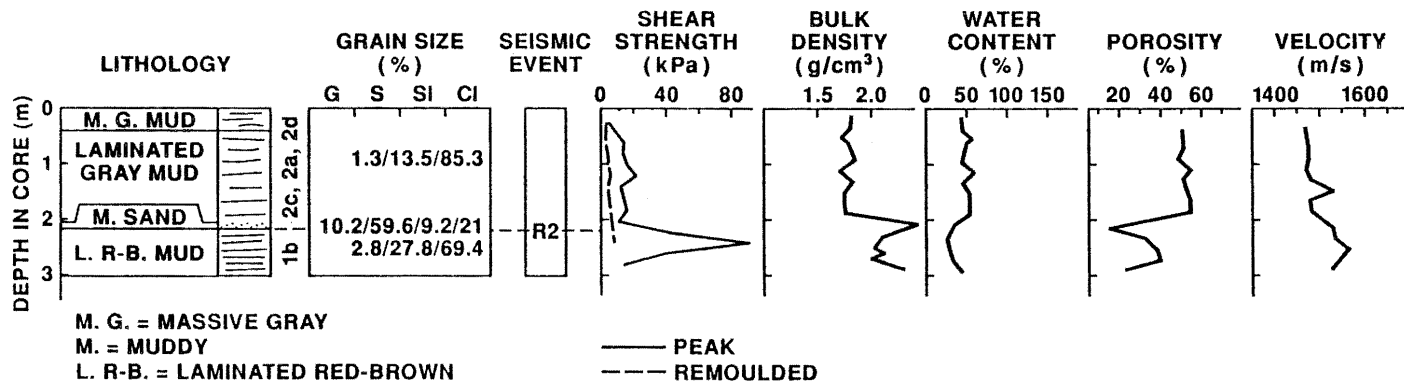 LITHOLOGY
GRAIN SIZE
(%)
G S SI CI
SEISMIC
EVENT
SHEAR
STRENGTH
(kPa)
0 40 80
BULK
DENSITY
(g/cm³)
1.5 2.0
WATER
CONTENT
(%)
0 50 100 150
POROSITY
(%)
20 40 60
VELOCITY
(m/s)
1400 1600
DEPTH IN CORE (m)
0
1
2
3
M. G. MUD
LAMINATED
GRAY MUD
M. SAND
L. R-B. MUD
1b 2c, 2a, 2d
1.3/13.5/85.3
10.2/59.6/9.2/21
2.8/27.8/69.4
R2
M. G. = MASSIVE GRAY
M. = MUDDY
L. R-B. = LAMINATED RED-BROWN
PEAK
REMOULDED